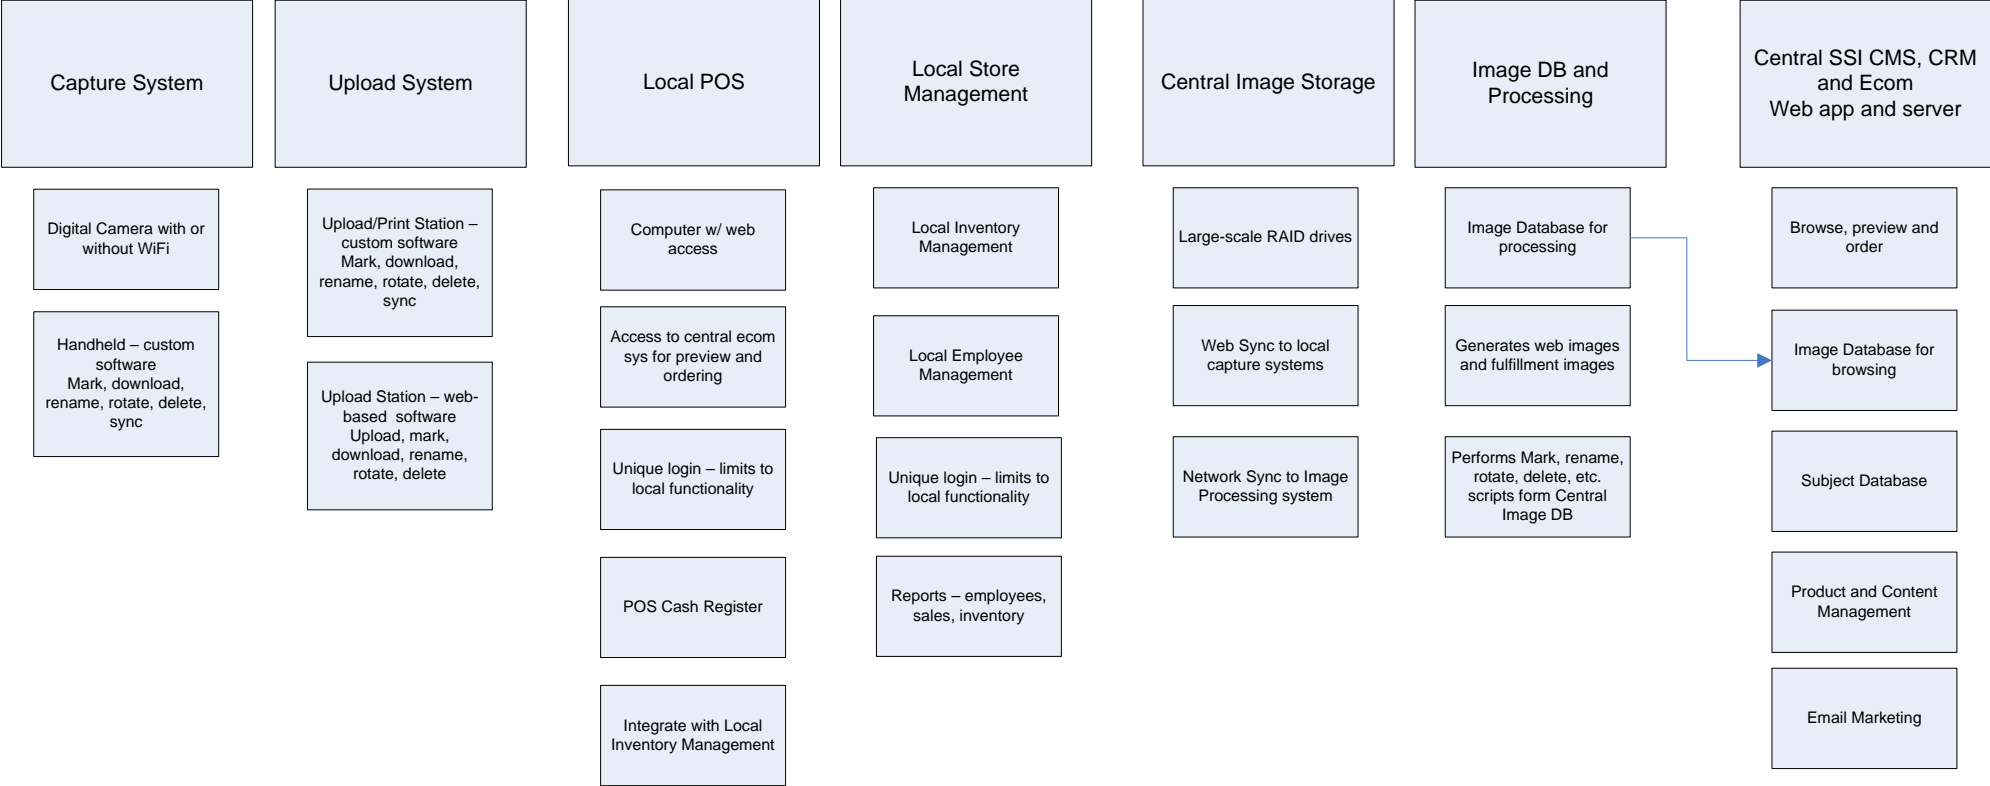 Capture System
Upload System
Local POS
Local Store
Management
Central Image Storage
Image DB and
Processing
Central SSI CMS, CRM
and Ecom
Web app and server
Digital Camera with or
without WiFi
Handheld – custom
software
Mark, download,
rename, rotate, delete,
sync
Upload/Print Station –
custom software
Mark, download,
rename, rotate, delete,
sync
Upload Station – web-
based  software
Upload, mark,
download, rename,
rotate, delete
Computer w/ web
access
Access to central ecom
sys for preview and
ordering
Unique login – limits to
local functionality
POS Cash Register
Integrate with Local
Inventory Management
Local Inventory
Management
Local Employee
Management
Unique login – limits to
local functionality
Reports – employees,
sales, inventory
Large-scale RAID drives
Web Sync to local
capture systems
Network Sync to Image
Processing system
Image Database for
processing
Generates web images
and fulfillment images
Performs Mark, rename,
rotate, delete, etc.
scripts form Central
Image DB
Browse, preview and
order
Image Database for
browsing
Subject Database
Product and Content
Management
Email Marketing